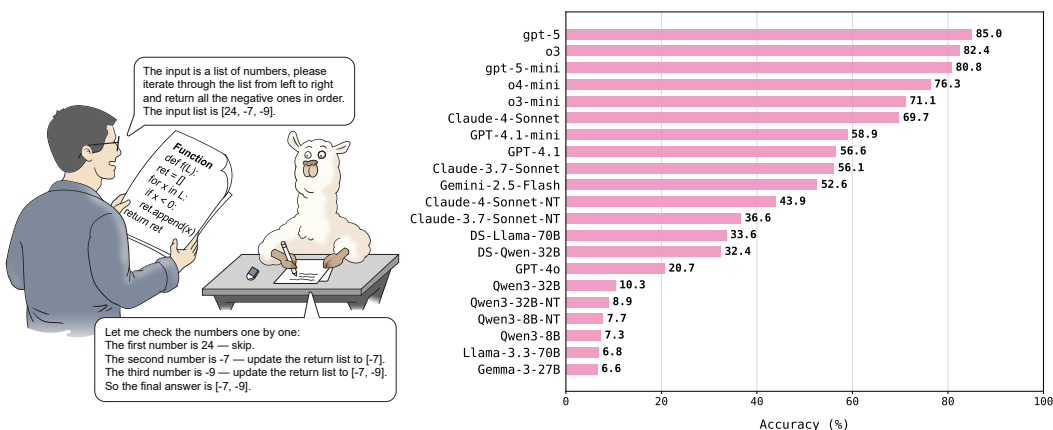 The input is a list of numbers, please
iterate through the list from left to right
and return all the negative ones in order.
The input list is [24, -7, -9].
Function
def f(L):
ret = []
for x in L:
if x < 0:
ret.append(x)
return ret
Let me check the numbers one by one:
The first number is 24 — skip.
The second number is -7 — update the return list to [-7].
The third number is -9 — update the return list to [-7, -9].
So the final answer is [-7, -9].
gpt-5 85.0
o3 82.4
gpt-5-mini 80.8
o4-mini 76.3
o3-mini 71.1
Claude-4-Sonnet 69.7
GPT-4.1-mini 58.9
GPT-4.1 56.6
Claude-3.7-Sonnet 56.1
Gemini-2.5-Flash 52.6
Claude-4-Sonnet-NT 43.9
Claude-3.7-Sonnet-NT 36.6
DS-Llama-70B 33.6
DS-Qwen-32B 32.4
GPT-4o 20.7
Qwen3-32B 10.3
Qwen3-32B-NT 8.9
Qwen3-8B-NT 7.7
Qwen3-8B 7.3
Llama-3.3-70B 6.8
Gemma-3-27B 6.6
0 20 40 60 80 100
Accuracy (%)